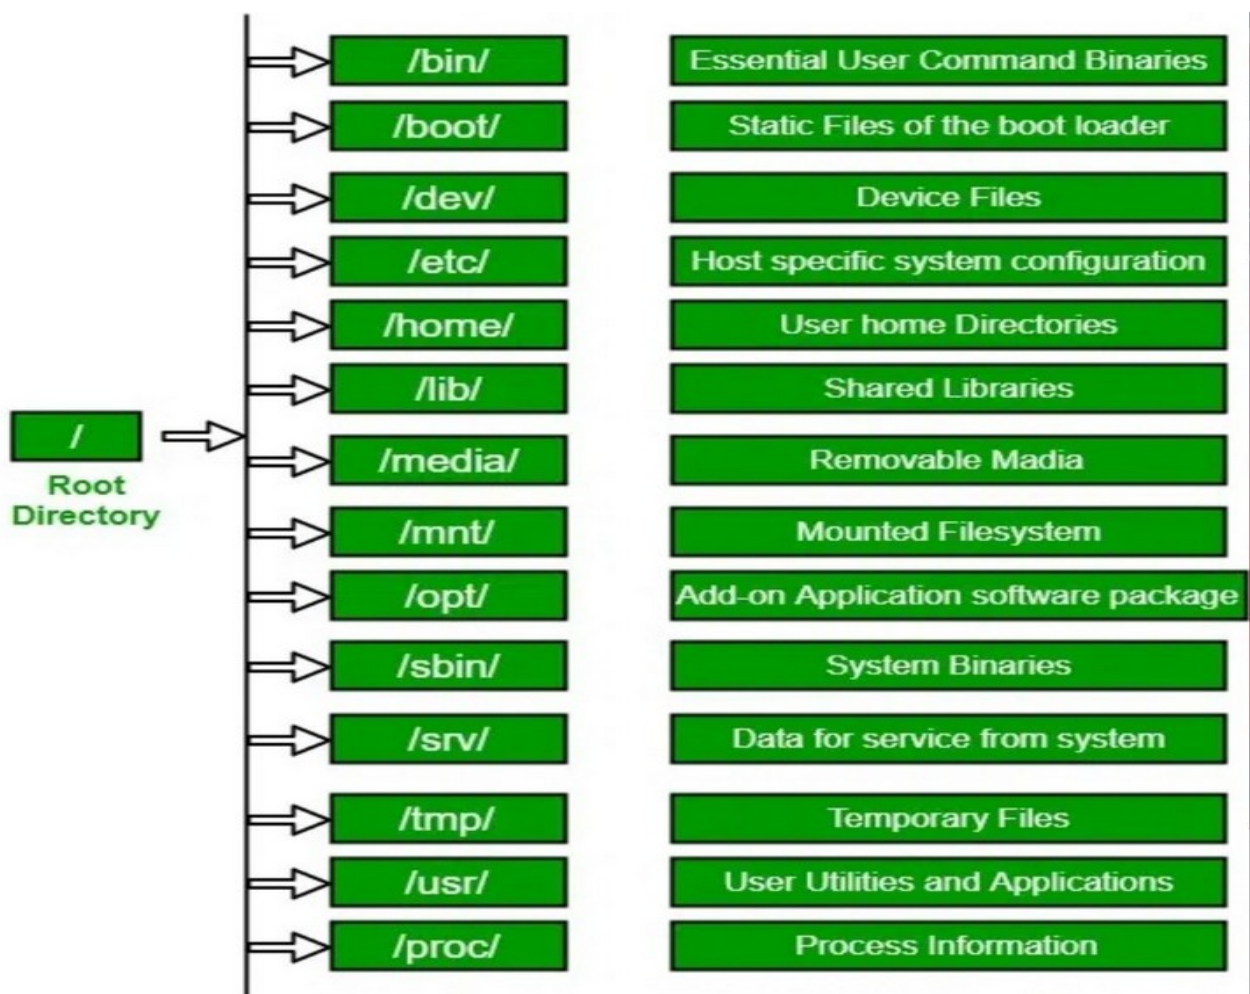 /bin/ Essential User Command Binaries
/boot/ Static Files of the boot loader
/dev/ Device Files
/etc/ Host specific system configuration
/home/ User home Directories
/lib/ Shared Libraries
/
Root
Directory
/media/ Removable Madia
/mnt/ Mounted Filesystem
/opt/ Add-on Application software package
/sbin/ System Binaries
/srv/ Data for service from system
/tmp/ Temporary Files
/usr/ User Utilities and Applications
/proc/ Process Information